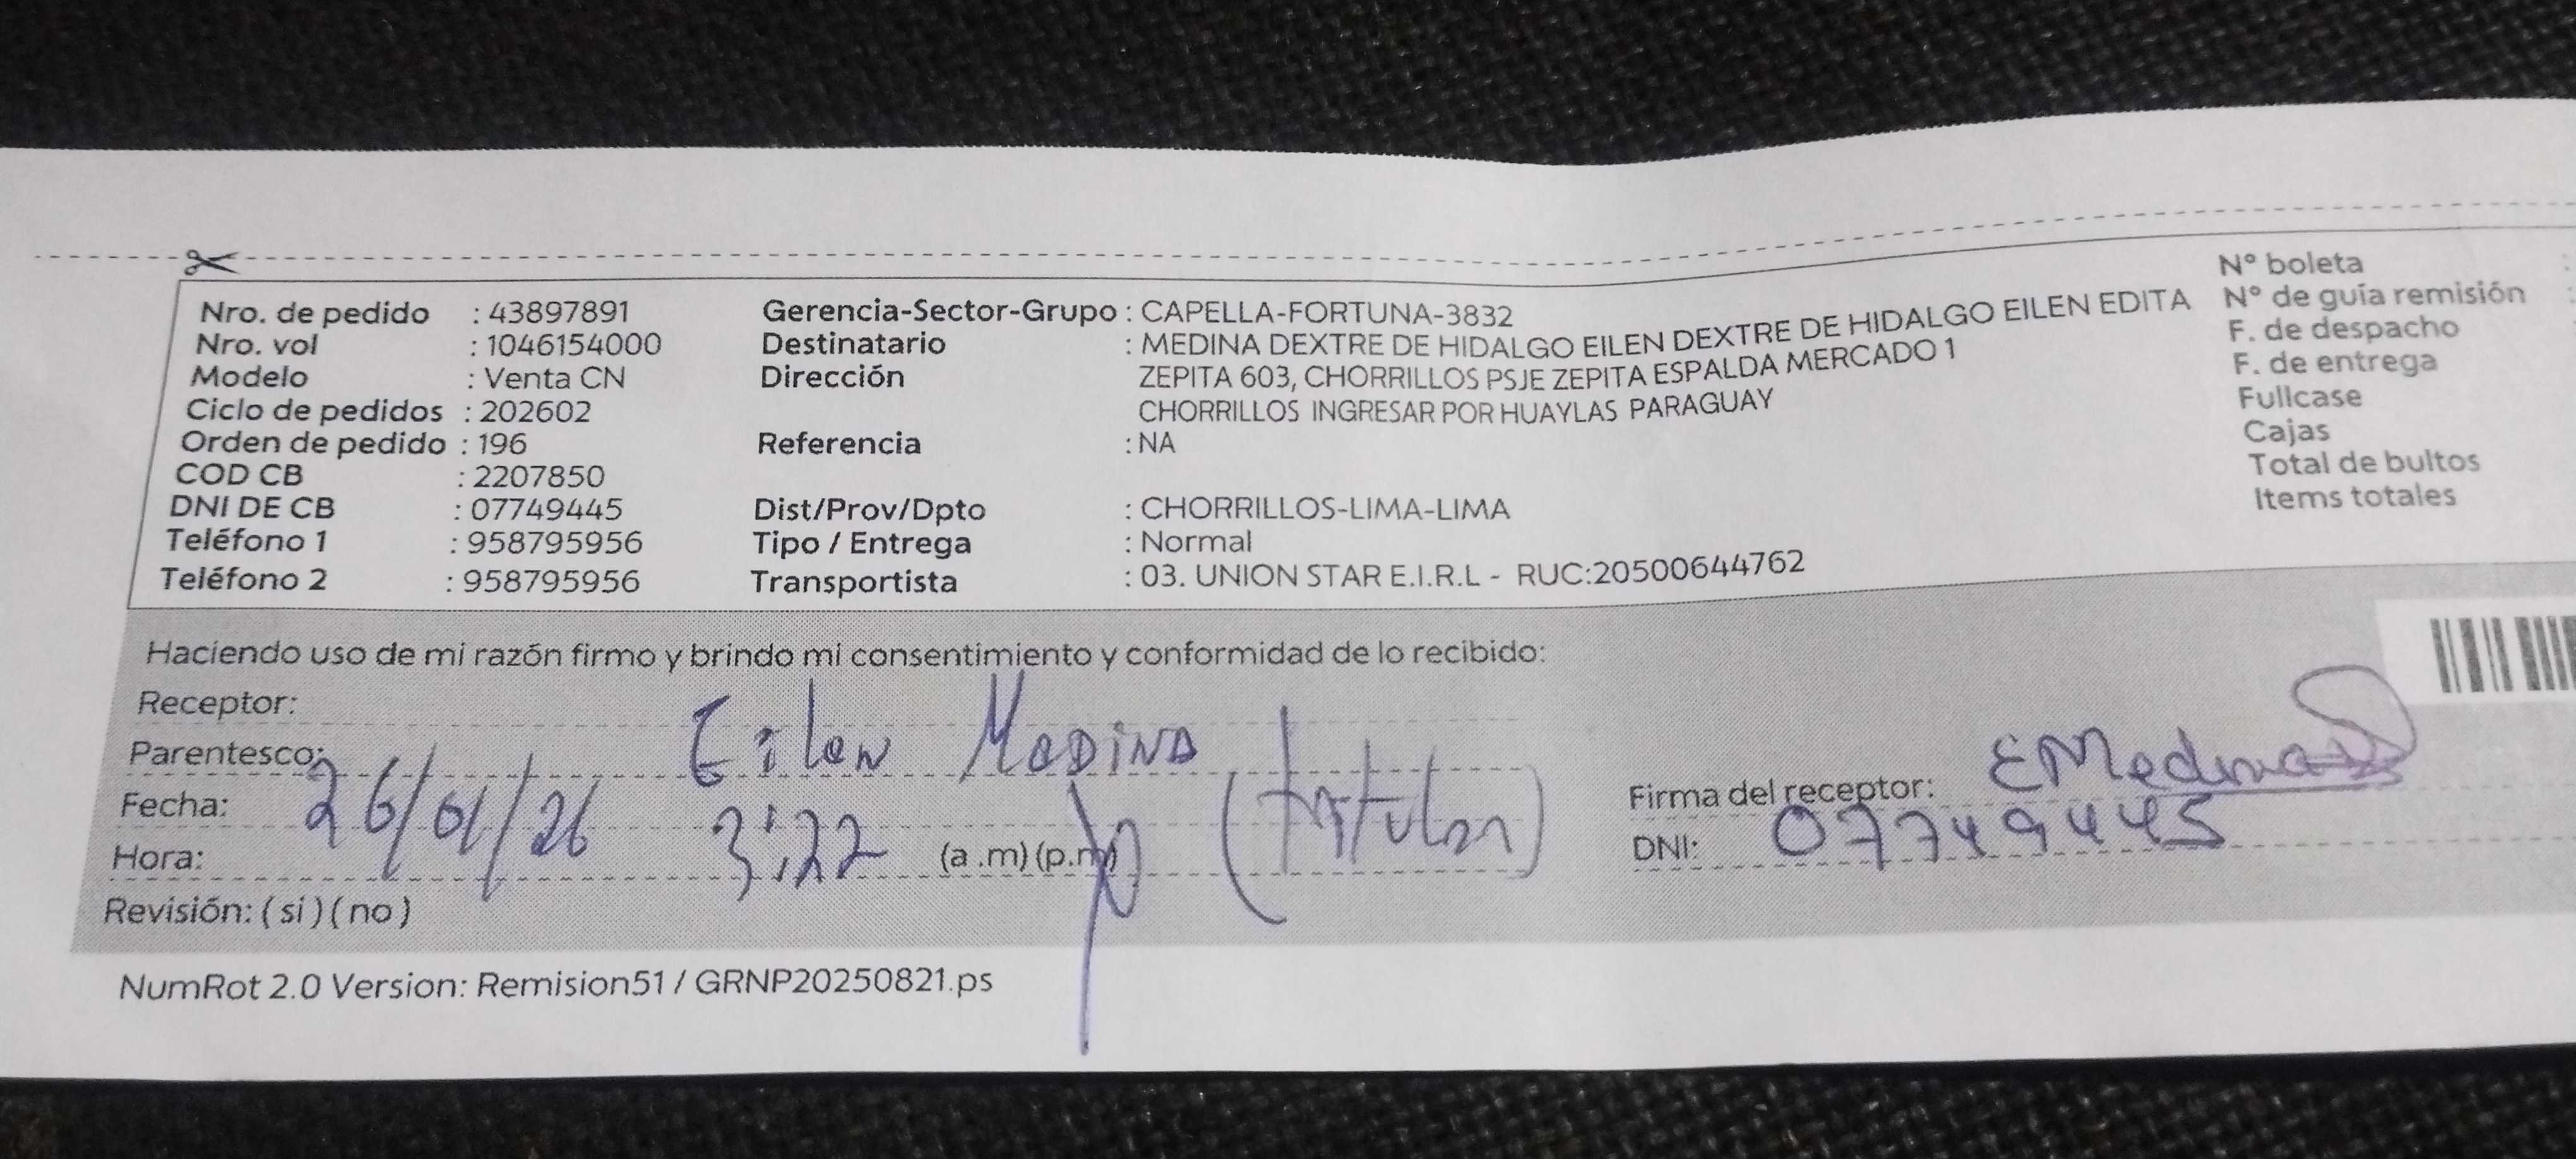 Nro. de pedido : 43897891 Gerencia-Sector-Grupo : CAPELLA-FORTUNA-3832 N° boleta
Nro. vol : 1046154000 Destinatario : MEDINA DEXTRE DE HIDALGO EILEN DEXTRE DE HIDALGO EILEN EDITA N° de guía remisión
Modelo : Venta CN Dirección ZEPITA 603, CHORRILLOS PSJE ZEPITA ESPALDA MERCADO 1 F. de despacho
Ciclo de pedidos : 202602 CHORRILLOS INGRESAR POR HUAYLAS PARAGUAY F. de entrega
Orden de pedido : 196 Referencia : NA Fullcase
COD CB : 2207850 Cajas
DNI DE CB : 07749445 Dist/Prov/Dpto : CHORRILLOS-LIMA-LIMA Total de bultos
Teléfono 1 : 958795956 Tipo / Entrega : Normal Items totales
Teléfono 2 : 958795956 Transportista : 03. UNION STAR E.I.R.L - RUC:20500644762
Haciendo uso de mi razón firmo y brindo mi consentimiento y conformidad de lo recibido:
Receptor:
Parentesco: Eilen Medina
Fecha: 26/01/26 Firma del receptor: EMedina
Hora: 3:22 (a .m) (p.m) (titular) DNI: 07749445
Revisión: ( si ) ( no )
NumRot 2.0 Version: Remision51 / GRNP20250821.ps